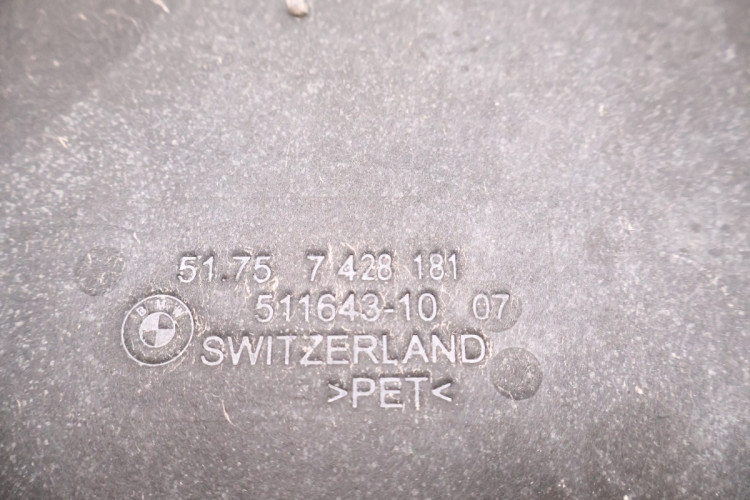 51.75 7 428 181
511643-10 07
BMW
SWITZERLAND
>PET<